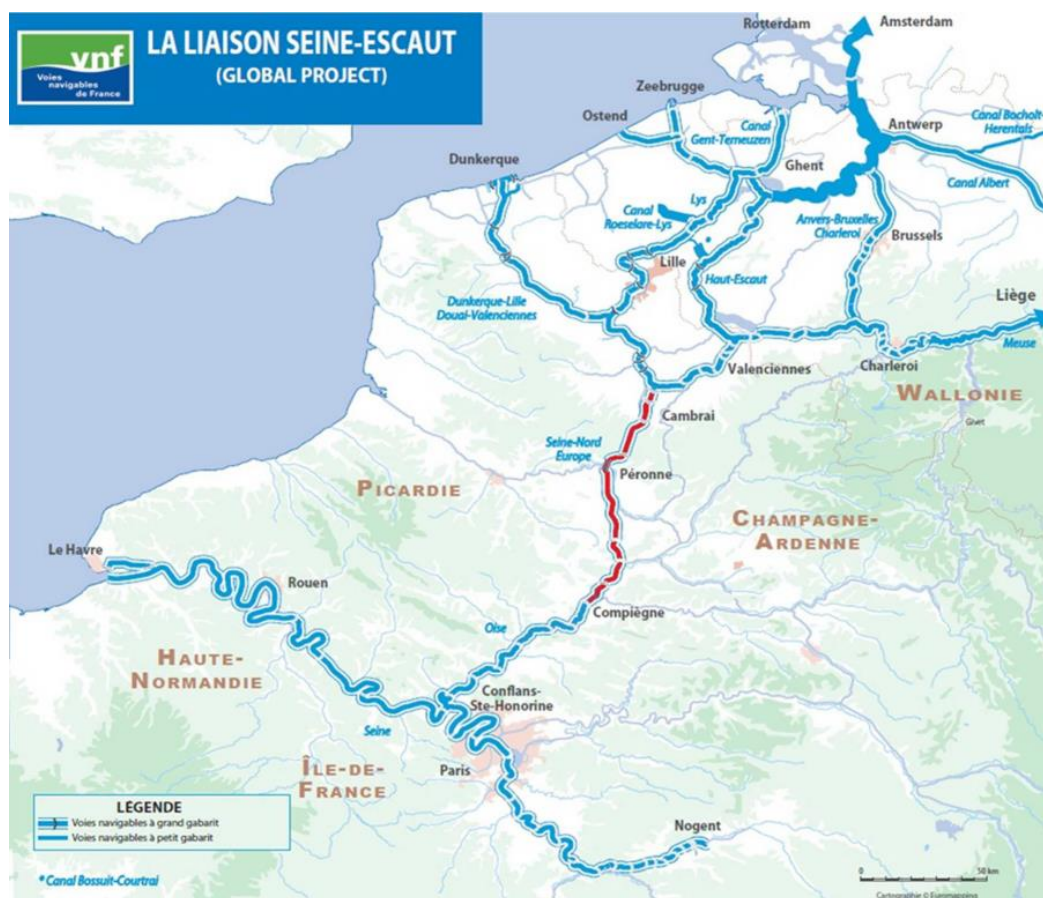 vnf
Voies
navigables
de France
LA LIAISON SEINE-ESCAUT
(GLOBAL PROJECT)
Rotterdam
Amsterdam
Zeebrugge
Ostend
Canal
Gent-Terneuzen
Antwerp
Canal Bocholt-
Herentals
Dunkerque
Ghent
Canal Albert
Lys
Canal
Roeselare-Lys
Anvers-Bruxelles
Charleroi
Brussels
Lille
Haut-Escaut
Liège
Dunkerque-Lille
Douai-Valenciennes
Meuse
Valenciennes
Charleroi
WALLONIE
Cambrai
Givet
Seine-Nord
Europe
Péronne
PICARDIE
CHAMPAGNE-
ARDENNE
Le Havre
Rouen
Compiègne
Oise
HAUTE-
NORMANDIE
Conflans-
Ste-Honorine
Seine
Paris
ÎLE-DE-
FRANCE
LÉGENDE
Voies navigables à grand gabarit
Voies navigables à petit gabarit
Nogent
* Canal Bossuit-Courtrai
0
50 km
Cartographie ©